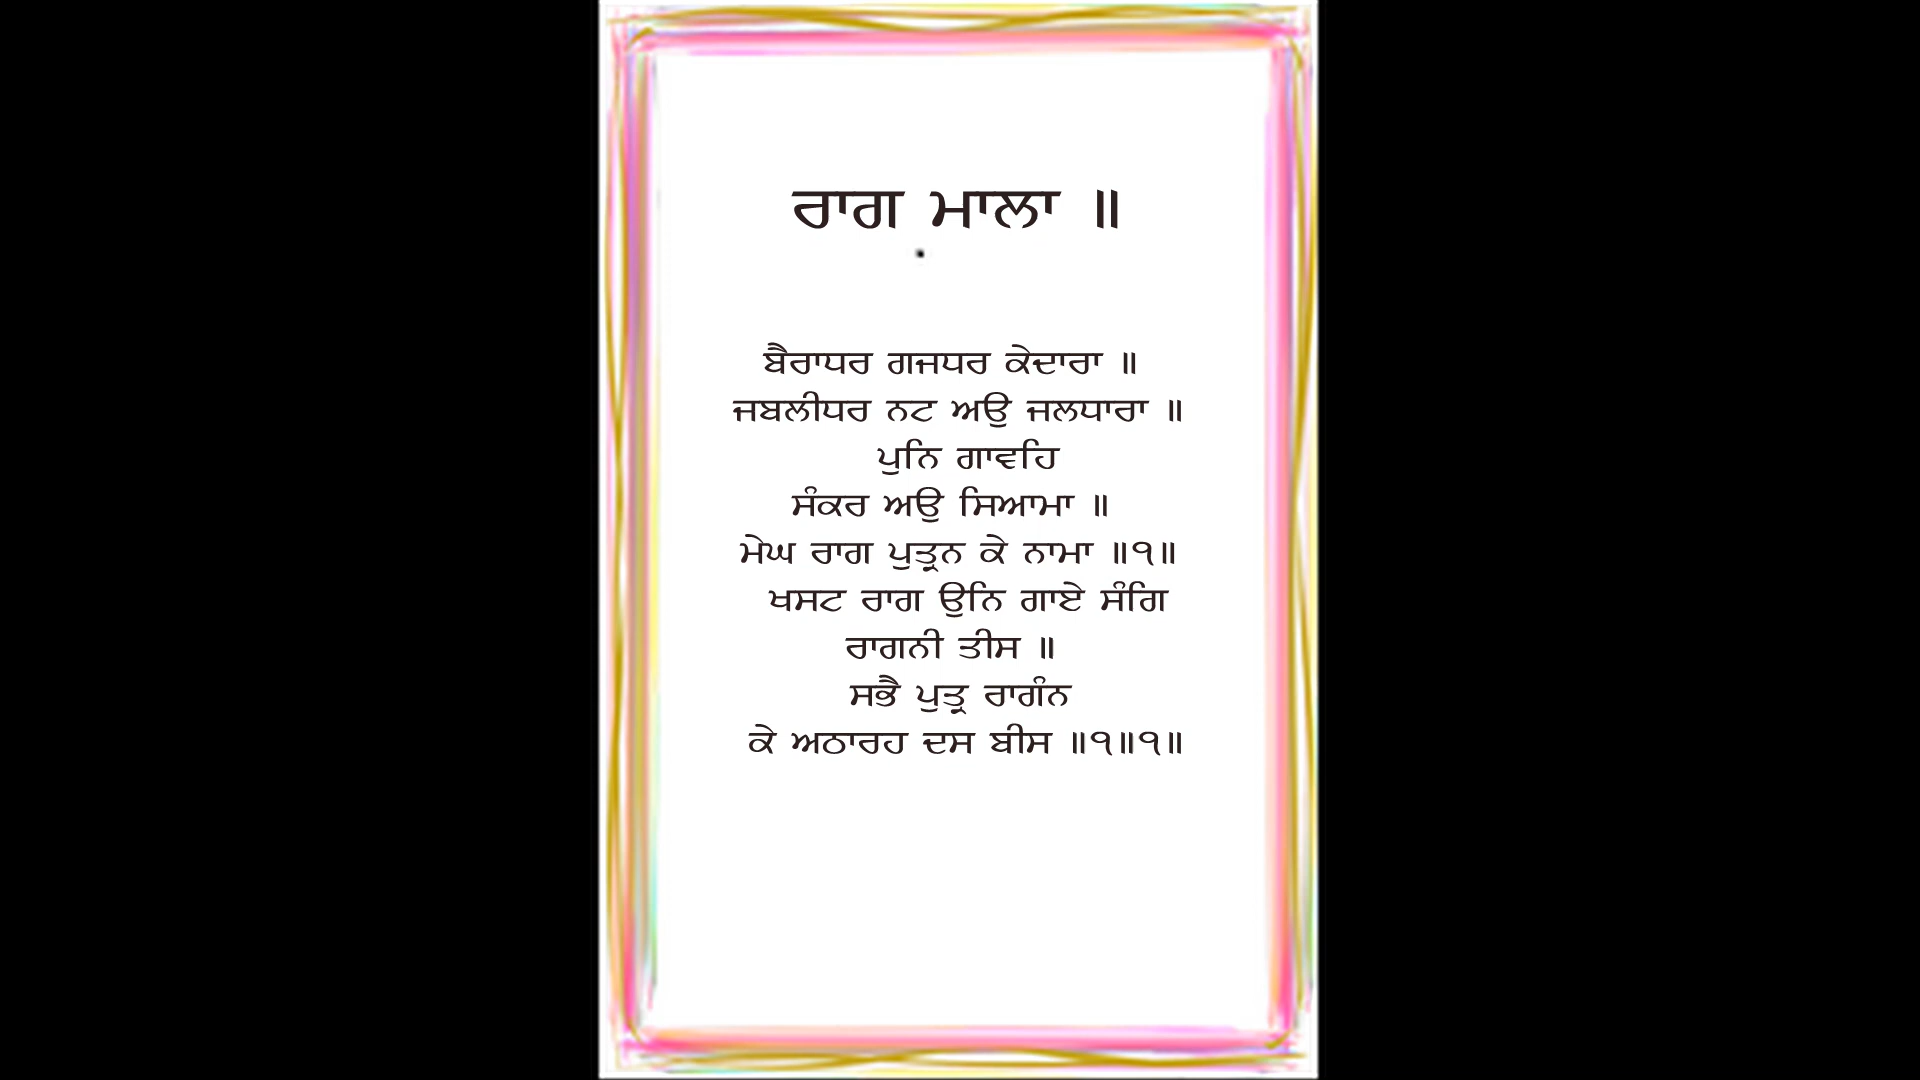 ਰਾਗ ਮਾਲਾ ॥
ਬੈਰਾਧਰ ਗਜਧਰ ਕੇਦਾਰਾ ॥
ਜਬਲੀਧਰ ਨਟ ਅਉ ਜਲਧਾਰਾ ॥
ਪੁਨਿ ਗਾਵਹਿ
ਸੰਕਰ ਅਉ ਸਿਆਮਾ ॥
ਮੇਘ ਰਾਗ ਪੁਤ੍ਰਨ ਕੇ ਨਾਮਾ ॥੧॥
ਖਸਟ ਰਾਗ ਉਨਿ ਗਾਏ ਸੰਗਿ
ਰਾਗਨੀ ਤੀਸ ॥
ਸਭੈ ਪੁਤ੍ਰ ਰਾਗੰਨ
ਕੇ ਅਠਾਰਹ ਦਸ ਬੀਸ ॥੧॥੧॥